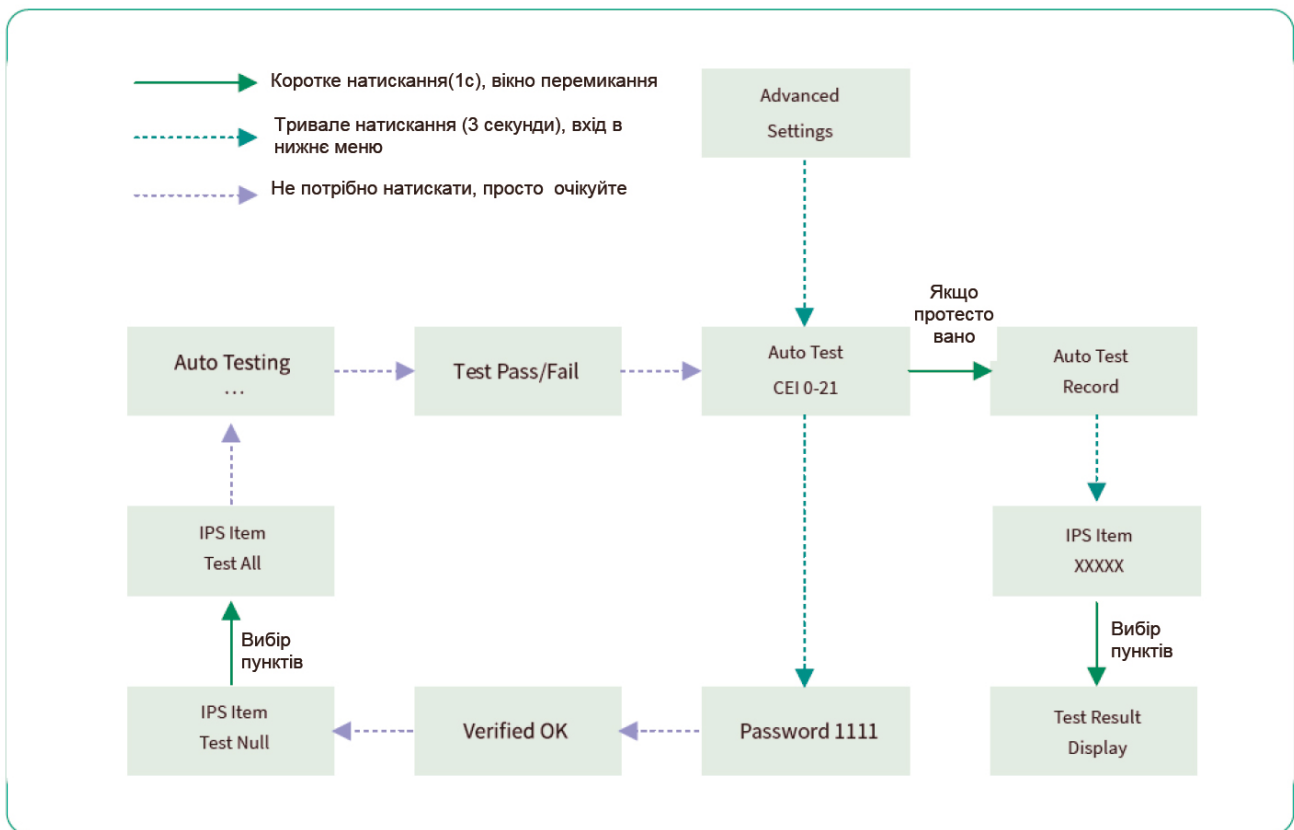 Коротке натискання(1с), вікно перемикання
Тривале натискання (3 секунди), вхід в
нижнє меню
Не потрібно натискати, просто очікуйте
Advanced
Settings
Якщо
протесто
вано
Auto Testing
...
Test Pass/Fail
Auto Test
CEI 0-21
Auto Test
Record
IPS Item
Test All
IPS Item
XXXXX
Вибір
пунктів
Вибір
пунктів
IPS Item
Test Null
Verified OK
Password 1111
Test Result
Display